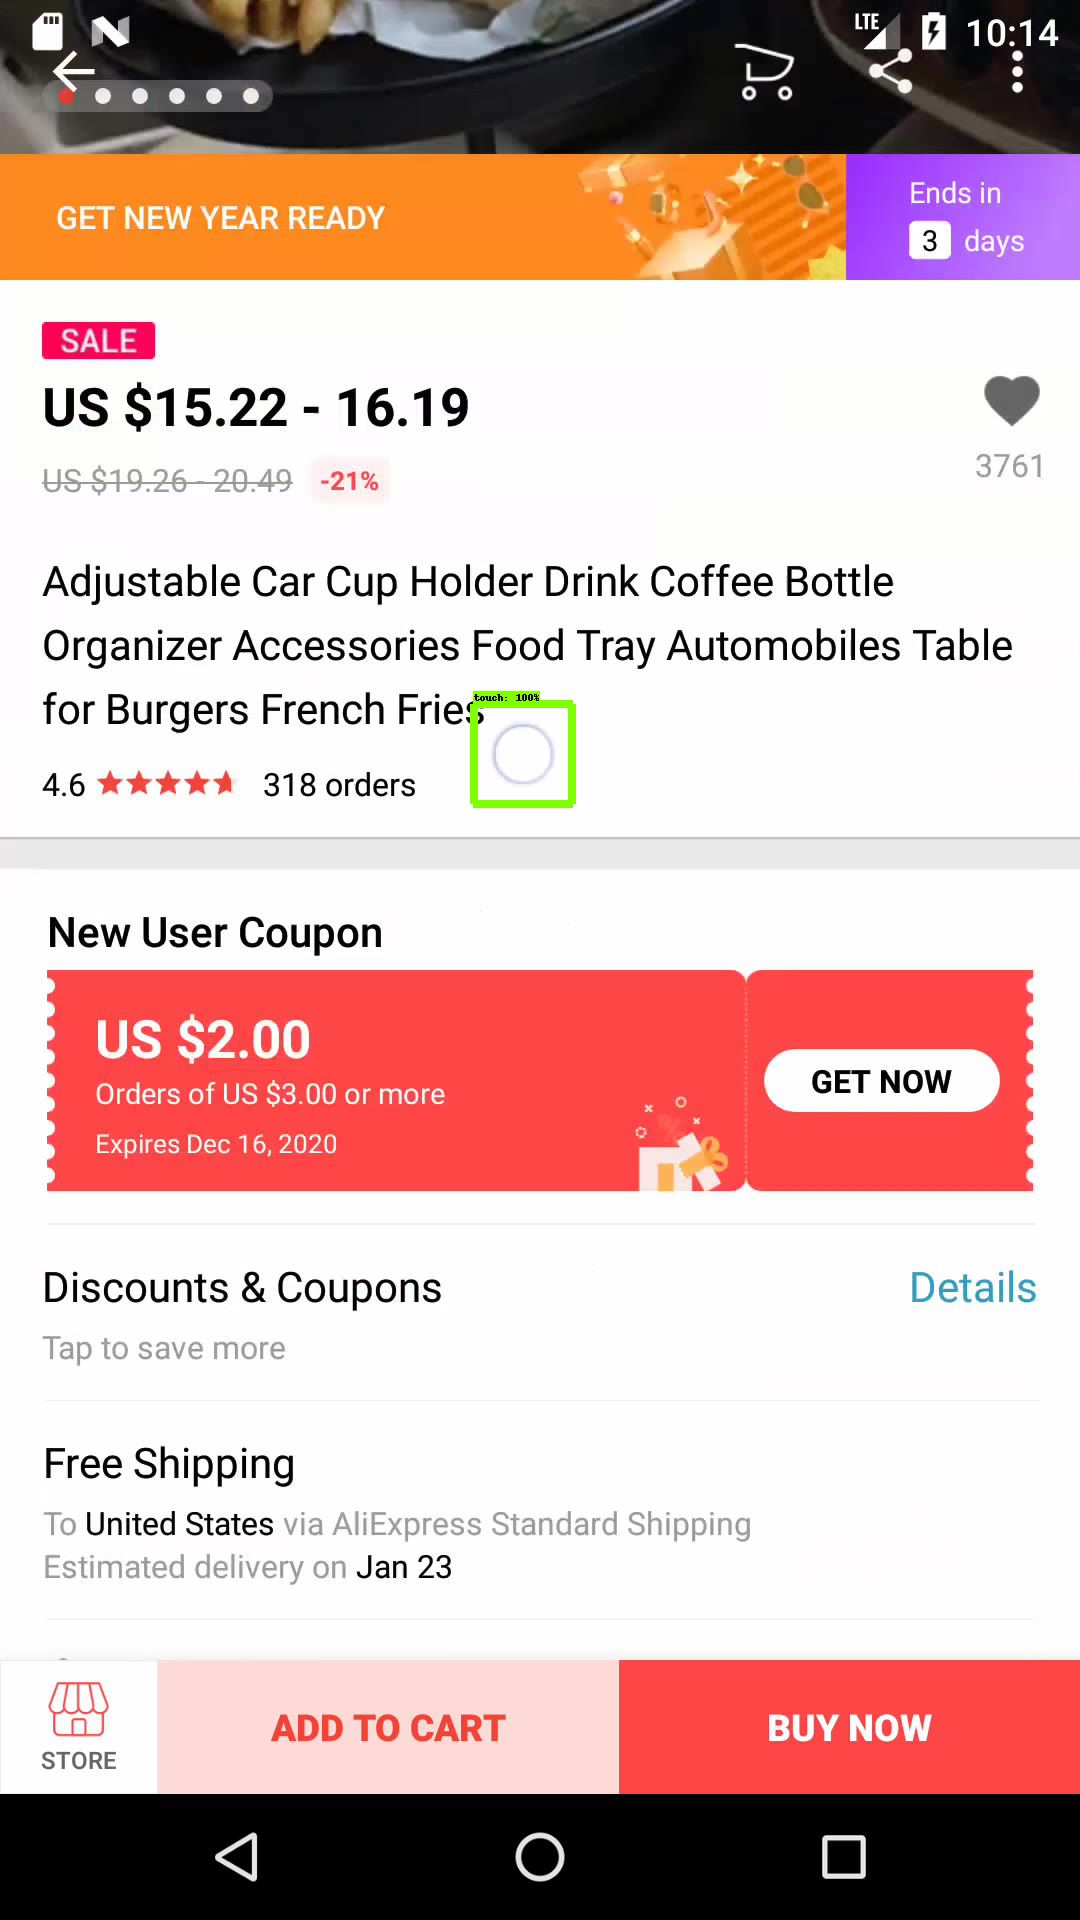 LTE 10:14
GET NEW YEAR READY
Ends in
3 days
SALE
US $15.22 - 16.19
3761
US $19.26 - 20.49 -21%
Adjustable Car Cup Holder Drink Coffee Bottle
Organizer Accessories Food Tray Automobiles Table
for Burgers French Fries
touch: 100%
4.6 318 orders
New User Coupon
US $2.00
Orders of US $3.00 or more
Expires Dec 16, 2020
GET NOW
Discounts & Coupons Details
Tap to save more
Free Shipping
To United States via AliExpress Standard Shipping
Estimated delivery on Jan 23
STORE
ADD TO CART
BUY NOW